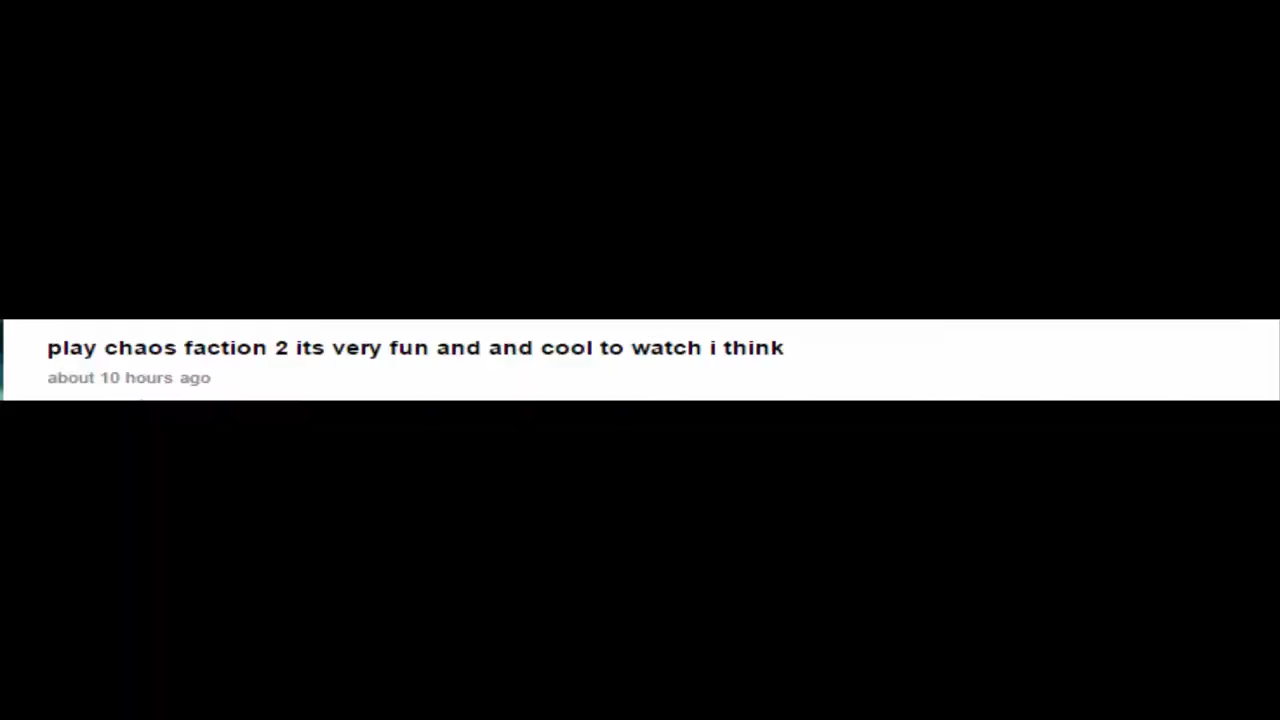 play chaos faction 2 its very fun and and cool to watch i think
about 10 hours ago